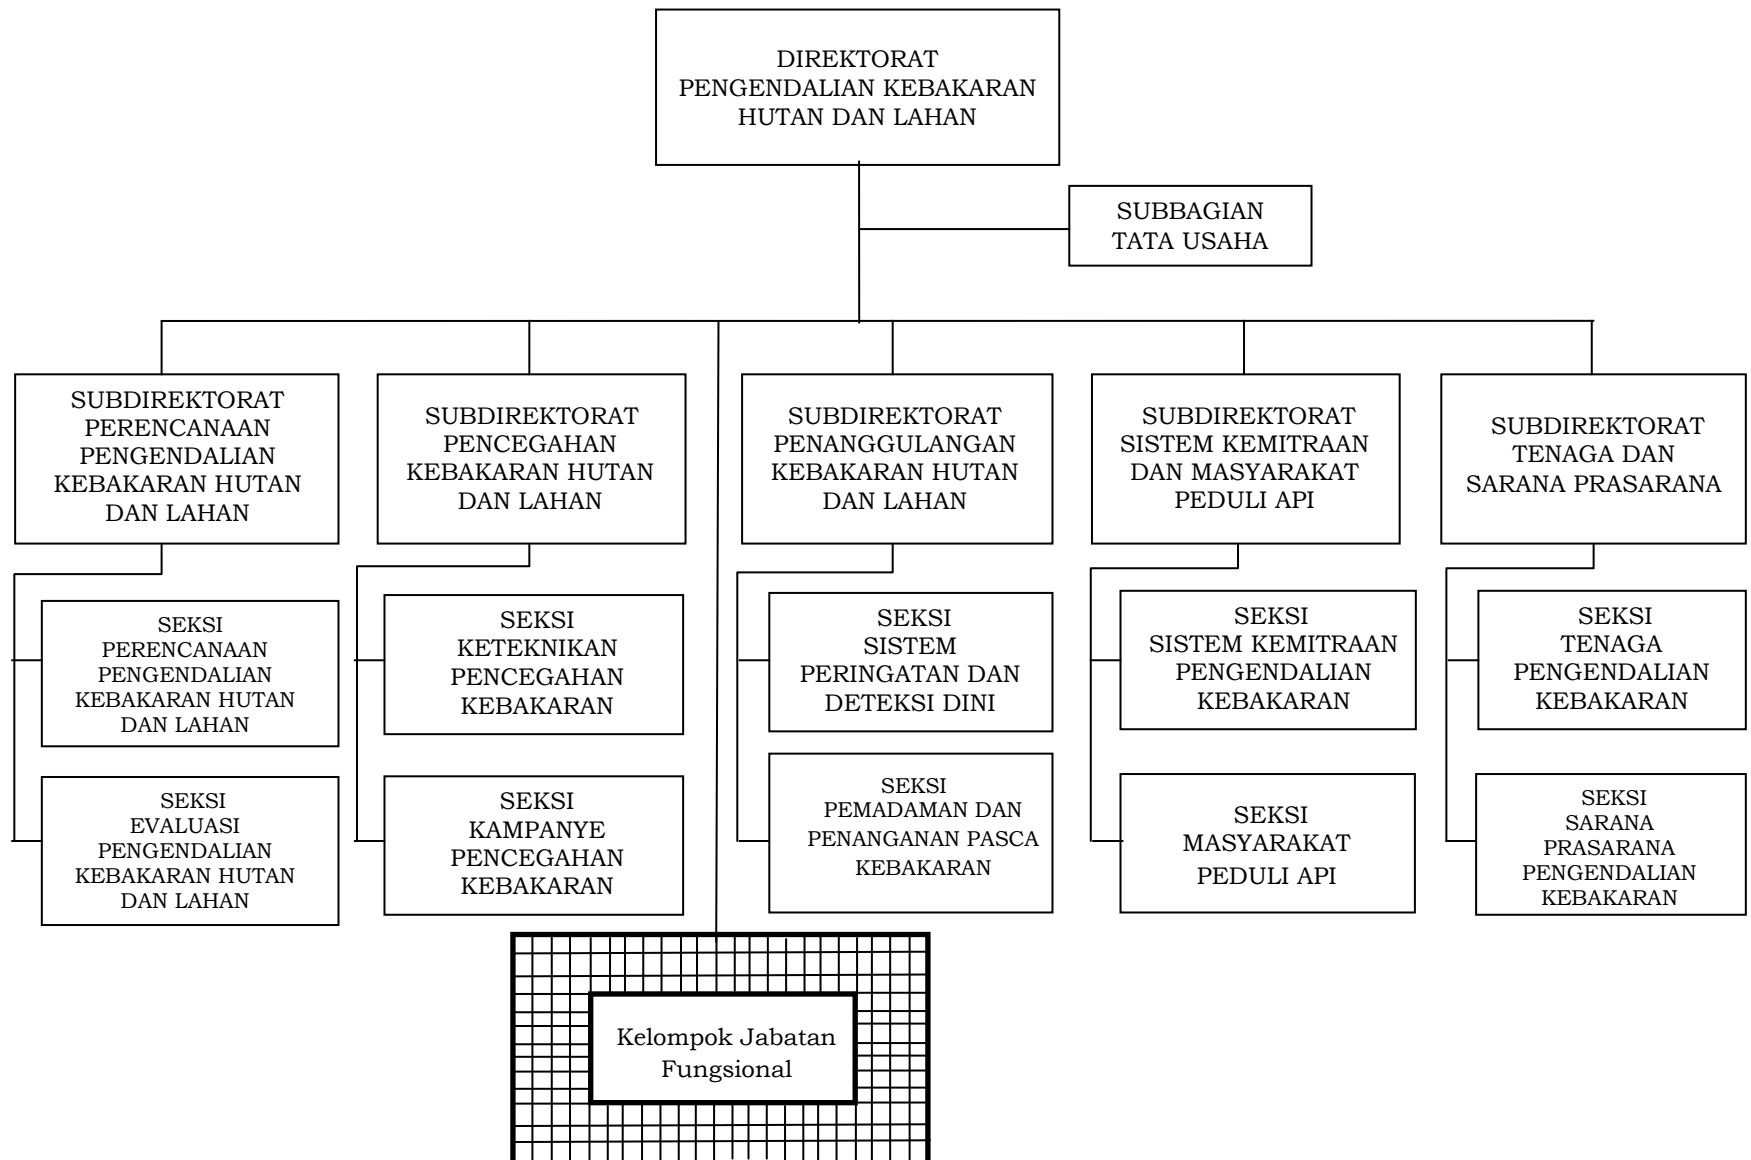 DIREKTORAT
PENGENDALIAN KEBAKARAN
HUTAN DAN LAHAN
SUBBAGIAN
TATA USAHA
SUBDIREKTORAT
PERENCANAAN
PENGENDALIAN
KEBAKARAN HUTAN
DAN LAHAN
SUBDIREKTORAT
PENCEGAHAN
KEBAKARAN HUTAN
DAN LAHAN
SUBDIREKTORAT
PENANGGULANGAN
KEBAKARAN HUTAN
DAN LAHAN
SUBDIREKTORAT
SISTEM KEMITRAAN
DAN MASYARAKAT
PEDULI API
SUBDIREKTORAT
TENAGA DAN
SARANA PRASARANA
SEKSI
PERENCANAAN
PENGENDALIAN
KEBAKARAN HUTAN
DAN LAHAN
SEKSI
KETEKNIKAN
PENCEGAHAN
KEBAKARAN
SEKSI
SISTEM
PERINGATAN DAN
DETEKSI DINI
SEKSI
SISTEM KEMITRAAN
PENGENDALIAN
KEBAKARAN
SEKSI
TENAGA
PENGENDALIAN
KEBAKARAN
SEKSI
EVALUASI
PENGENDALIAN
KEBAKARAN HUTAN
DAN LAHAN
SEKSI
KAMPANYE
PENCEGAHAN
KEBAKARAN
SEKSI
PEMADAMAN DAN
PENANGANAN PASCA
KEBAKARAN
SEKSI
MASYARAKAT
PEDULI API
SEKSI
SARANA
PRASARANA
PENGENDALIAN
KEBAKARAN
Kelompok Jabatan
Fungsional